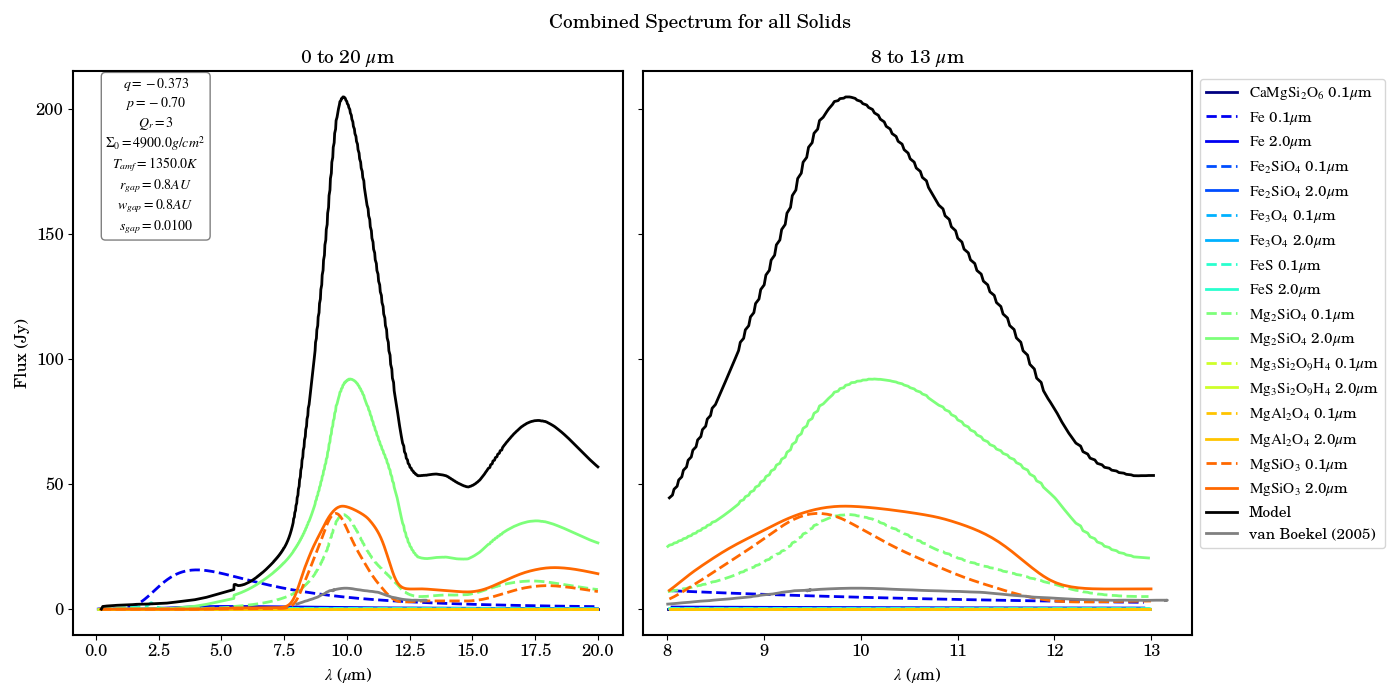 Combined Spectrum for all Solids
0 to 20 μm
8 to 13 μm
q = −0.373
p = −0.70
Q_r = 3
Σ₀ = 4900.0g/cm²
T_amf = 1350.0K
r_gap = 0.8AU
w_gap = 0.8AU
s_gap = 0.0100
Flux (Jy)
200
150
100
50
0
0.0 2.5 5.0 7.5 10.0 12.5 15.0 17.5 20.0
8 9 10 11 12 13
λ (μm)
λ (μm)
CaMgSi₂O₆ 0.1μm
Fe 0.1μm
Fe 2.0μm
Fe₂SiO₄ 0.1μm
Fe₂SiO₄ 2.0μm
Fe₃O₄ 0.1μm
Fe₃O₄ 2.0μm
FeS 0.1μm
FeS 2.0μm
Mg₂SiO₄ 0.1μm
Mg₂SiO₄ 2.0μm
Mg₃Si₂O₉H₄ 0.1μm
Mg₃Si₂O₉H₄ 2.0μm
MgAl₂O₄ 0.1μm
MgAl₂O₄ 2.0μm
MgSiO₃ 0.1μm
MgSiO₃ 2.0μm
Model
van Boekel (2005)